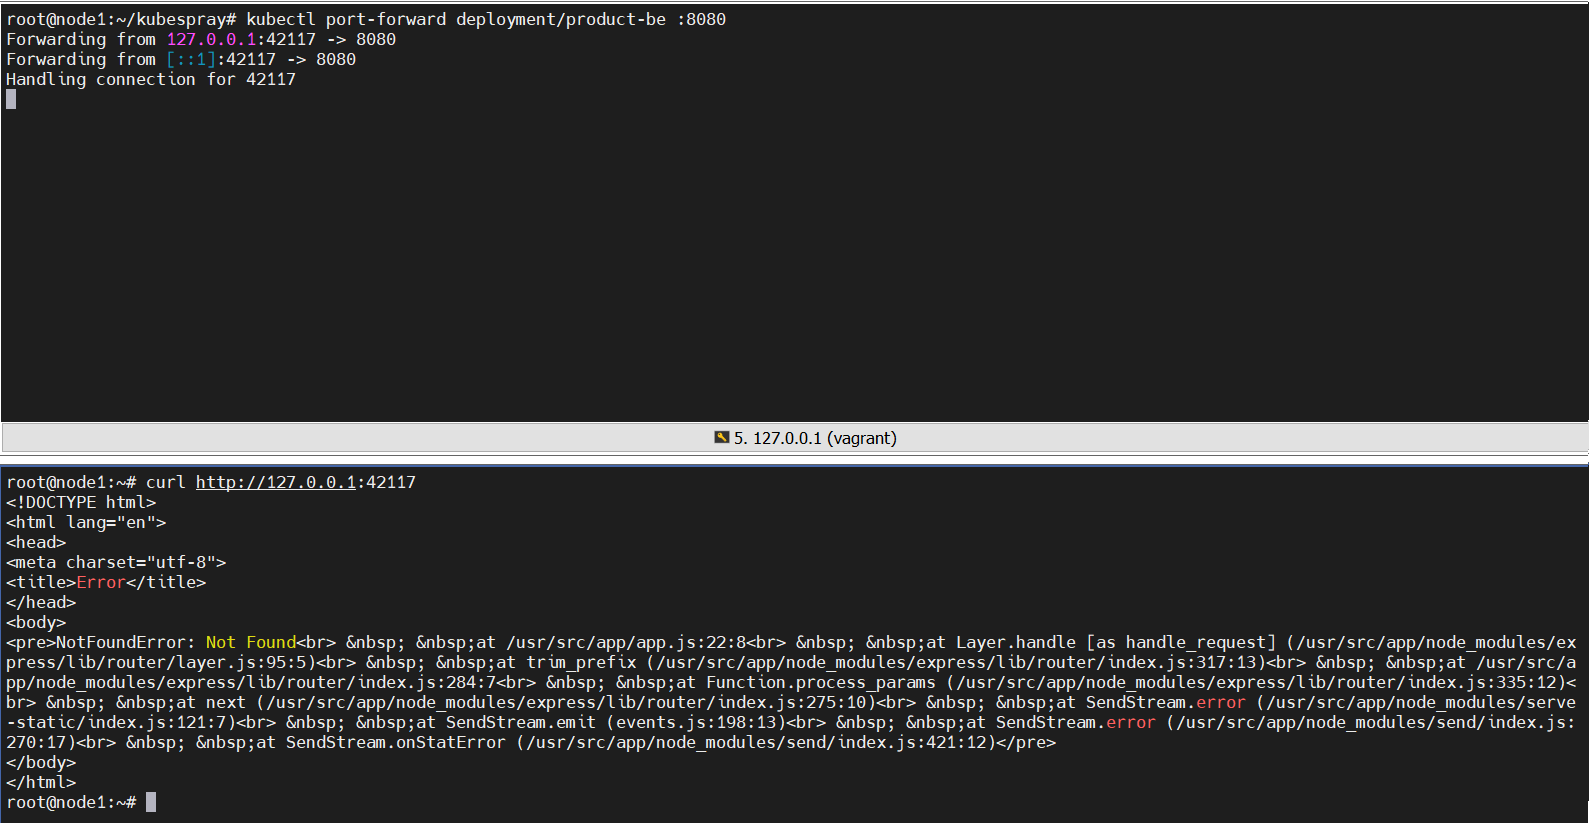 root@node1:~/kubespray# kubectl port-forward deployment/product-be :8080
Forwarding from 127.0.0.1:42117 -> 8080
Forwarding from [::1]:42117 -> 8080
Handling connection for 42117
5. 127.0.0.1 (vagrant)
root@node1:~# curl http://127.0.0.1:42117
<!DOCTYPE html>
<html lang="en">
<head>
<meta charset="utf-8">
<title>Error</title>
</head>
<body>
<pre>NotFoundError: Not Found<br> &nbsp; &nbsp;at /usr/src/app/app.js:22:8<br> &nbsp; &nbsp;at Layer.handle [as handle_request] (/usr/src/app/node_modules/ex
press/lib/router/layer.js:95:5)<br> &nbsp; &nbsp;at trim_prefix (/usr/src/app/node_modules/express/lib/router/index.js:317:13)<br> &nbsp; &nbsp;at /usr/src/a
pp/node_modules/express/lib/router/index.js:284:7<br> &nbsp; &nbsp;at Function.process_params (/usr/src/app/node_modules/express/lib/router/index.js:335:12)<
br> &nbsp; &nbsp;at next (/usr/src/app/node_modules/express/lib/router/index.js:275:10)<br> &nbsp; &nbsp;at SendStream.error (/usr/src/app/node_modules/serve
-static/index.js:121:7)<br> &nbsp; &nbsp;at SendStream.emit (events.js:198:13)<br> &nbsp; &nbsp;at SendStream.error (/usr/src/app/node_modules/send/index.js:
270:17)<br> &nbsp; &nbsp;at SendStream.onStatError (/usr/src/app/node_modules/send/index.js:421:12)</pre>
</body>
</html>
root@node1:~#